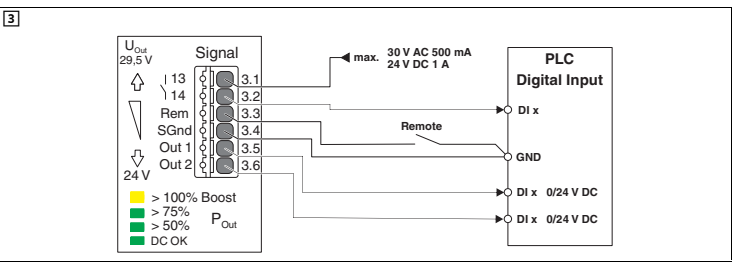 3
U Out
29,5 V
Signal
13
14
Rem
SGnd
Out 1
Out 2
3.1
3.2
3.3
3.4
3.5
3.6
24 V
> 100% Boost
> 75%
> 50%
DC OK
P Out
max. 30 V AC 500 mA
24 V DC 1 A
Remote
PLC
Digital Input
DI x
GND
DI x 0/24 V DC
DI x 0/24 V DC